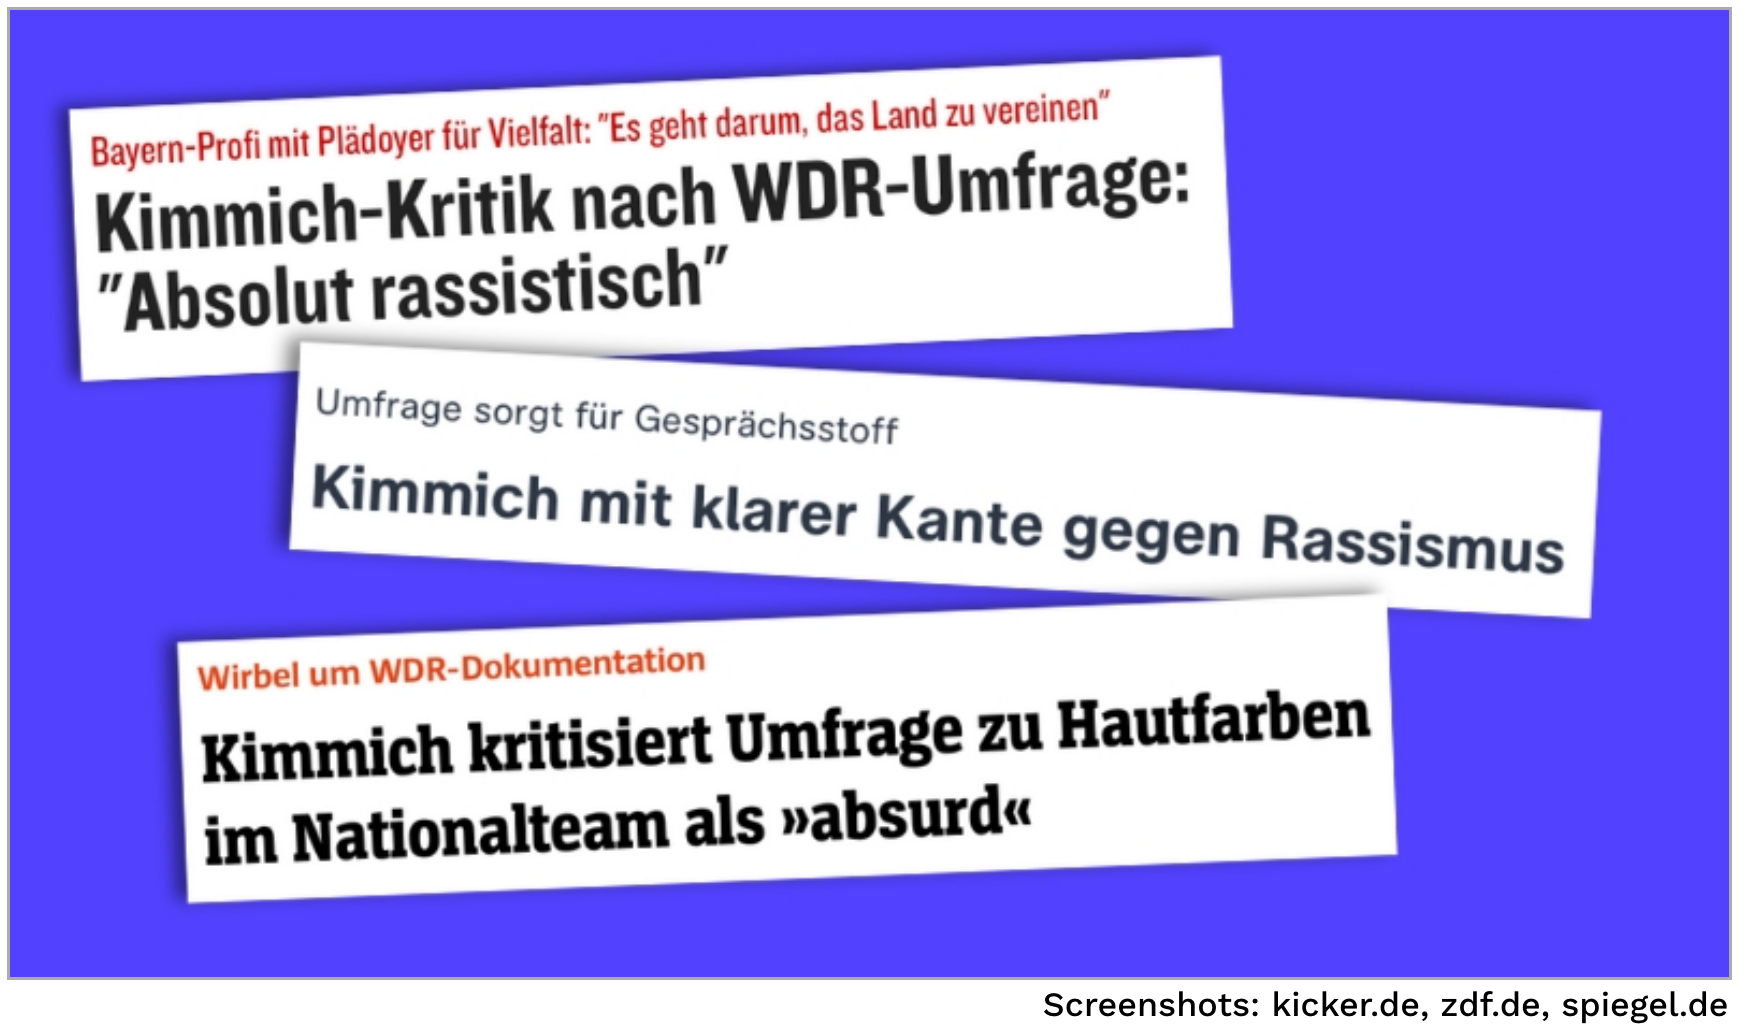 Bayern-Profi mit Plädoyer für Vielfalt: "Es geht darum, das Land zu vereinen"
Kimmich-Kritik nach WDR-Umfrage:
"Absolut rassistisch"
Umfrage sorgt für Gesprächsstoff
Kimmich mit klarer Kante gegen Rassismus
Wirbel um WDR-Dokumentation
Kimmich kritisiert Umfrage zu Hautfarben
im Nationalteam als »absurd«
Screenshots: kicker.de, zdf.de, spiegel.de